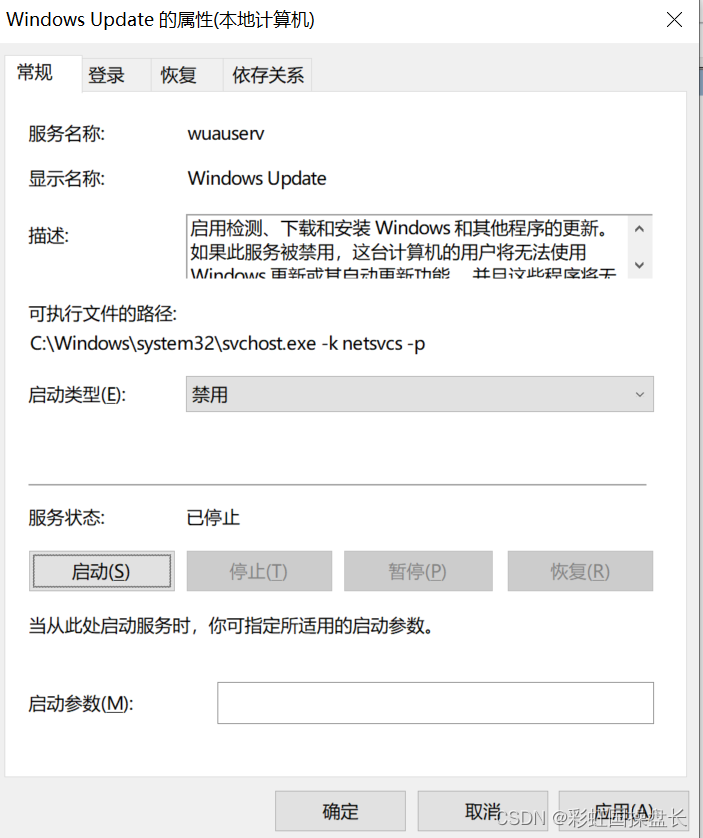 Windows Update 的属性(本地计算机)
常规 登录 恢复 依存关系
服务名称: wuauserv
显示名称: Windows Update
描述: 启用检测、下载和安装 Windows 和其他程序的更新。
如果此服务被禁用，这台计算机的用户将无法使用
Windows 更新或其自动更新功能，并且这些程序将无
可执行文件的路径:
C:\Windows\system32\svchost.exe -k netsvcs -p
启动类型(E): 禁用
服务状态: 已停止
启动(S) 停止(T) 暂停(P) 恢复(R)
当从此处启动服务时，你可指定所适用的启动参数。
启动参数(M):
确定 取消 应用(A)
CSDN @彩虹国操盘长